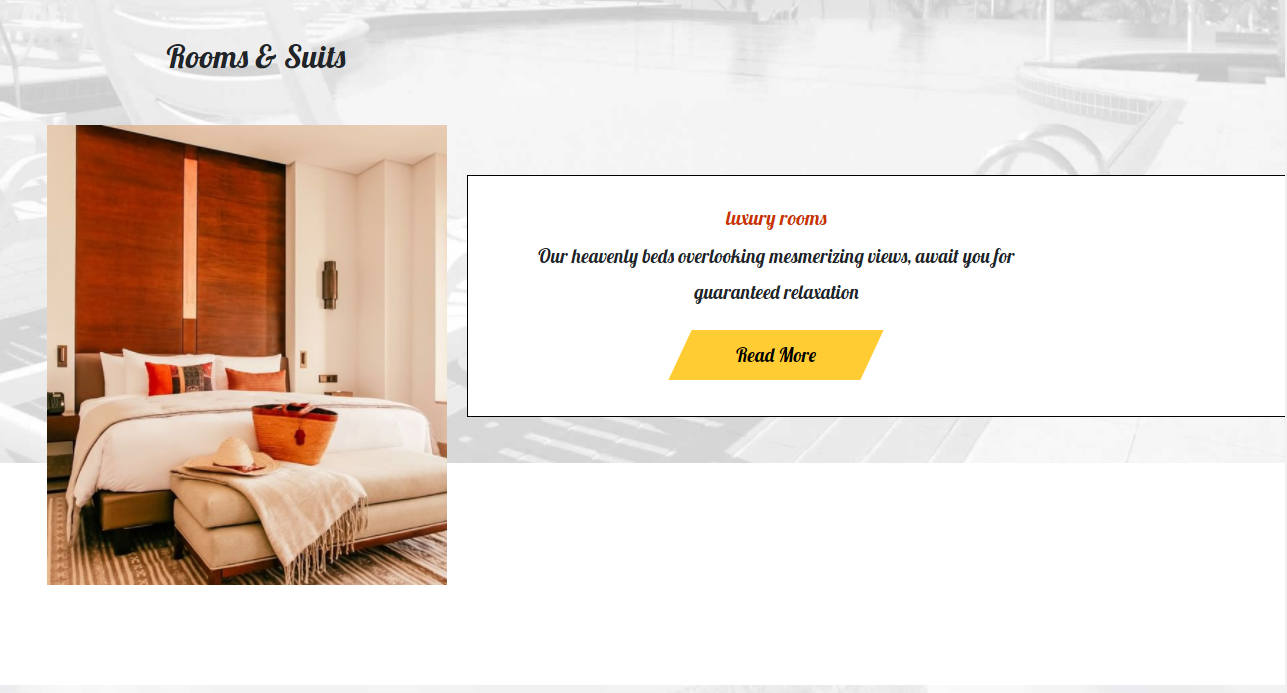 Rooms & Suits
luxury rooms
Our heavenly beds overlooking mesmerizing views, await you for
guaranteed relaxation
Read More